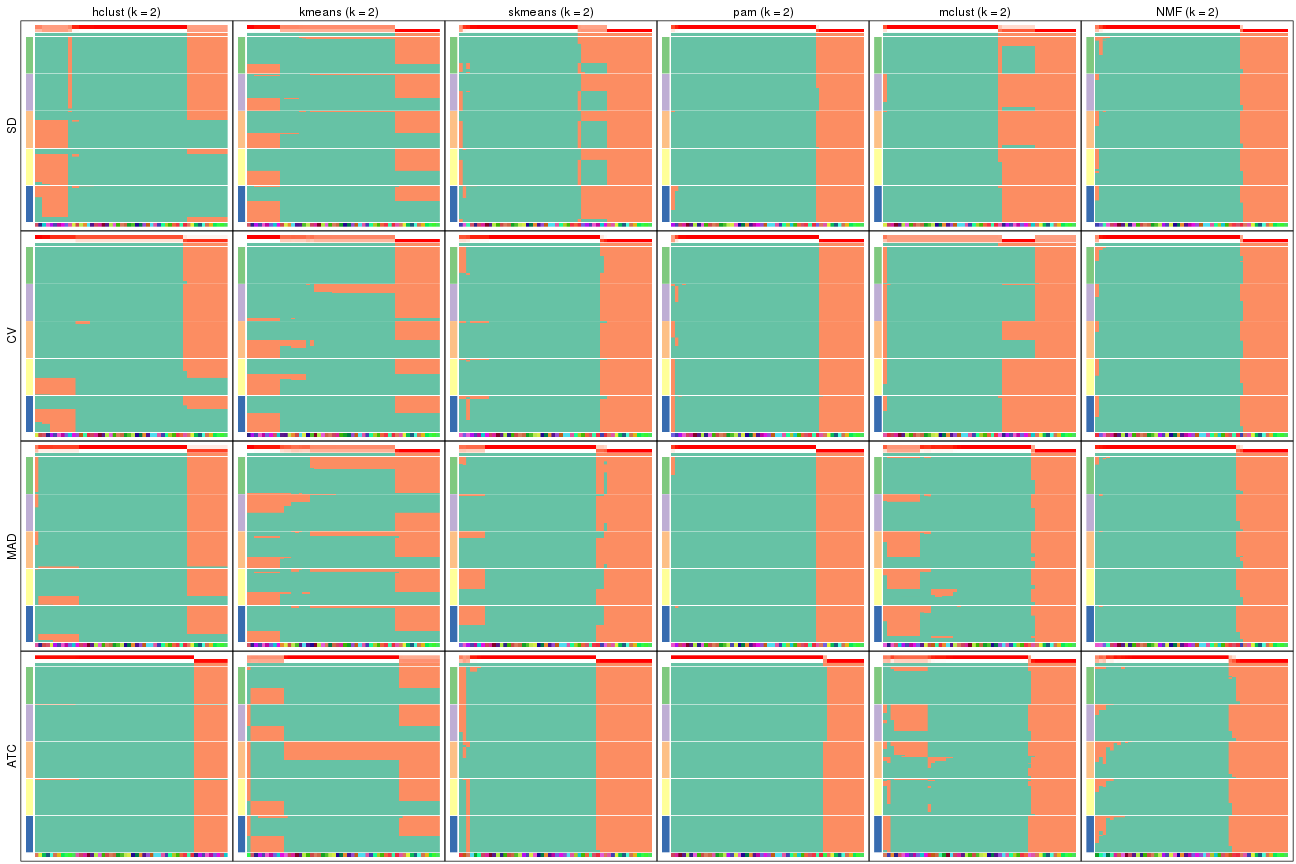 hclust (k = 2) kmeans (k = 2) skmeans (k = 2) pam (k = 2) mclust (k = 2) NMF (k = 2)
SD
CV
MAD
ATC